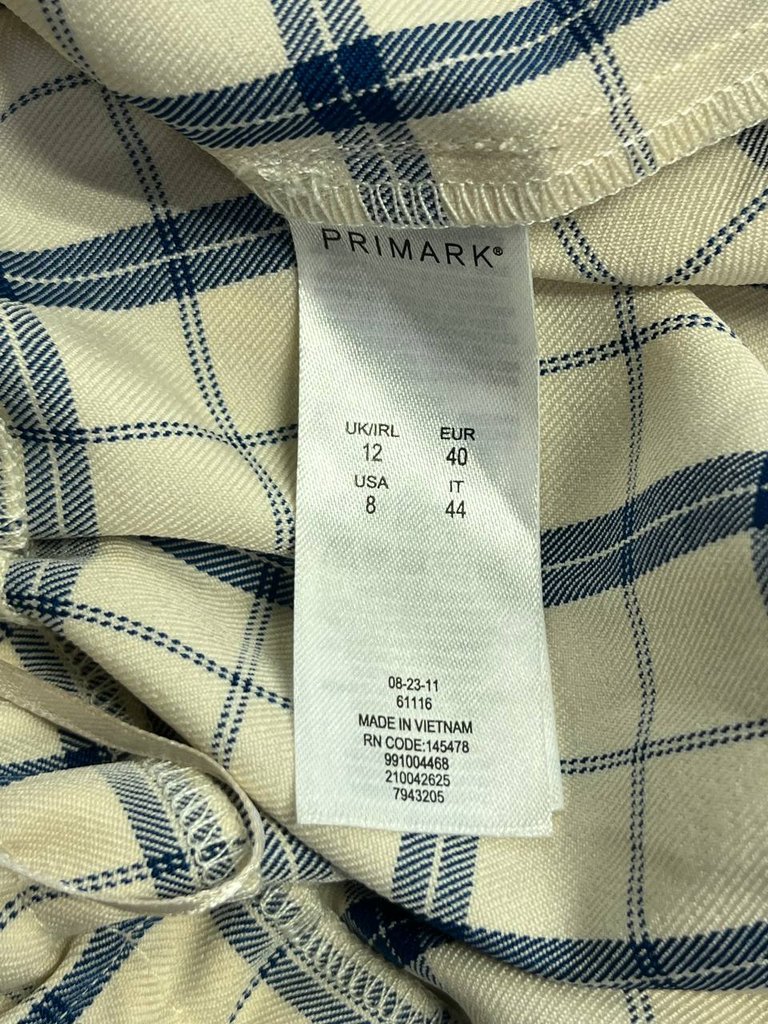 PRIMARK®
UK/IRL EUR
12 40
USA IT
8 44
08-23-11
61116
MADE IN VIETNAM
RN CODE:145478
991004468
210042625
7943205